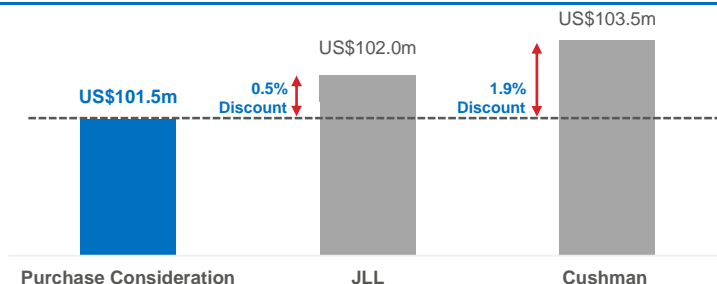 US$103.5m
US$102.0m
US$101.5m
0.5%
Discount
1.9%
Discount
Purchase Consideration
JLL
Cushman